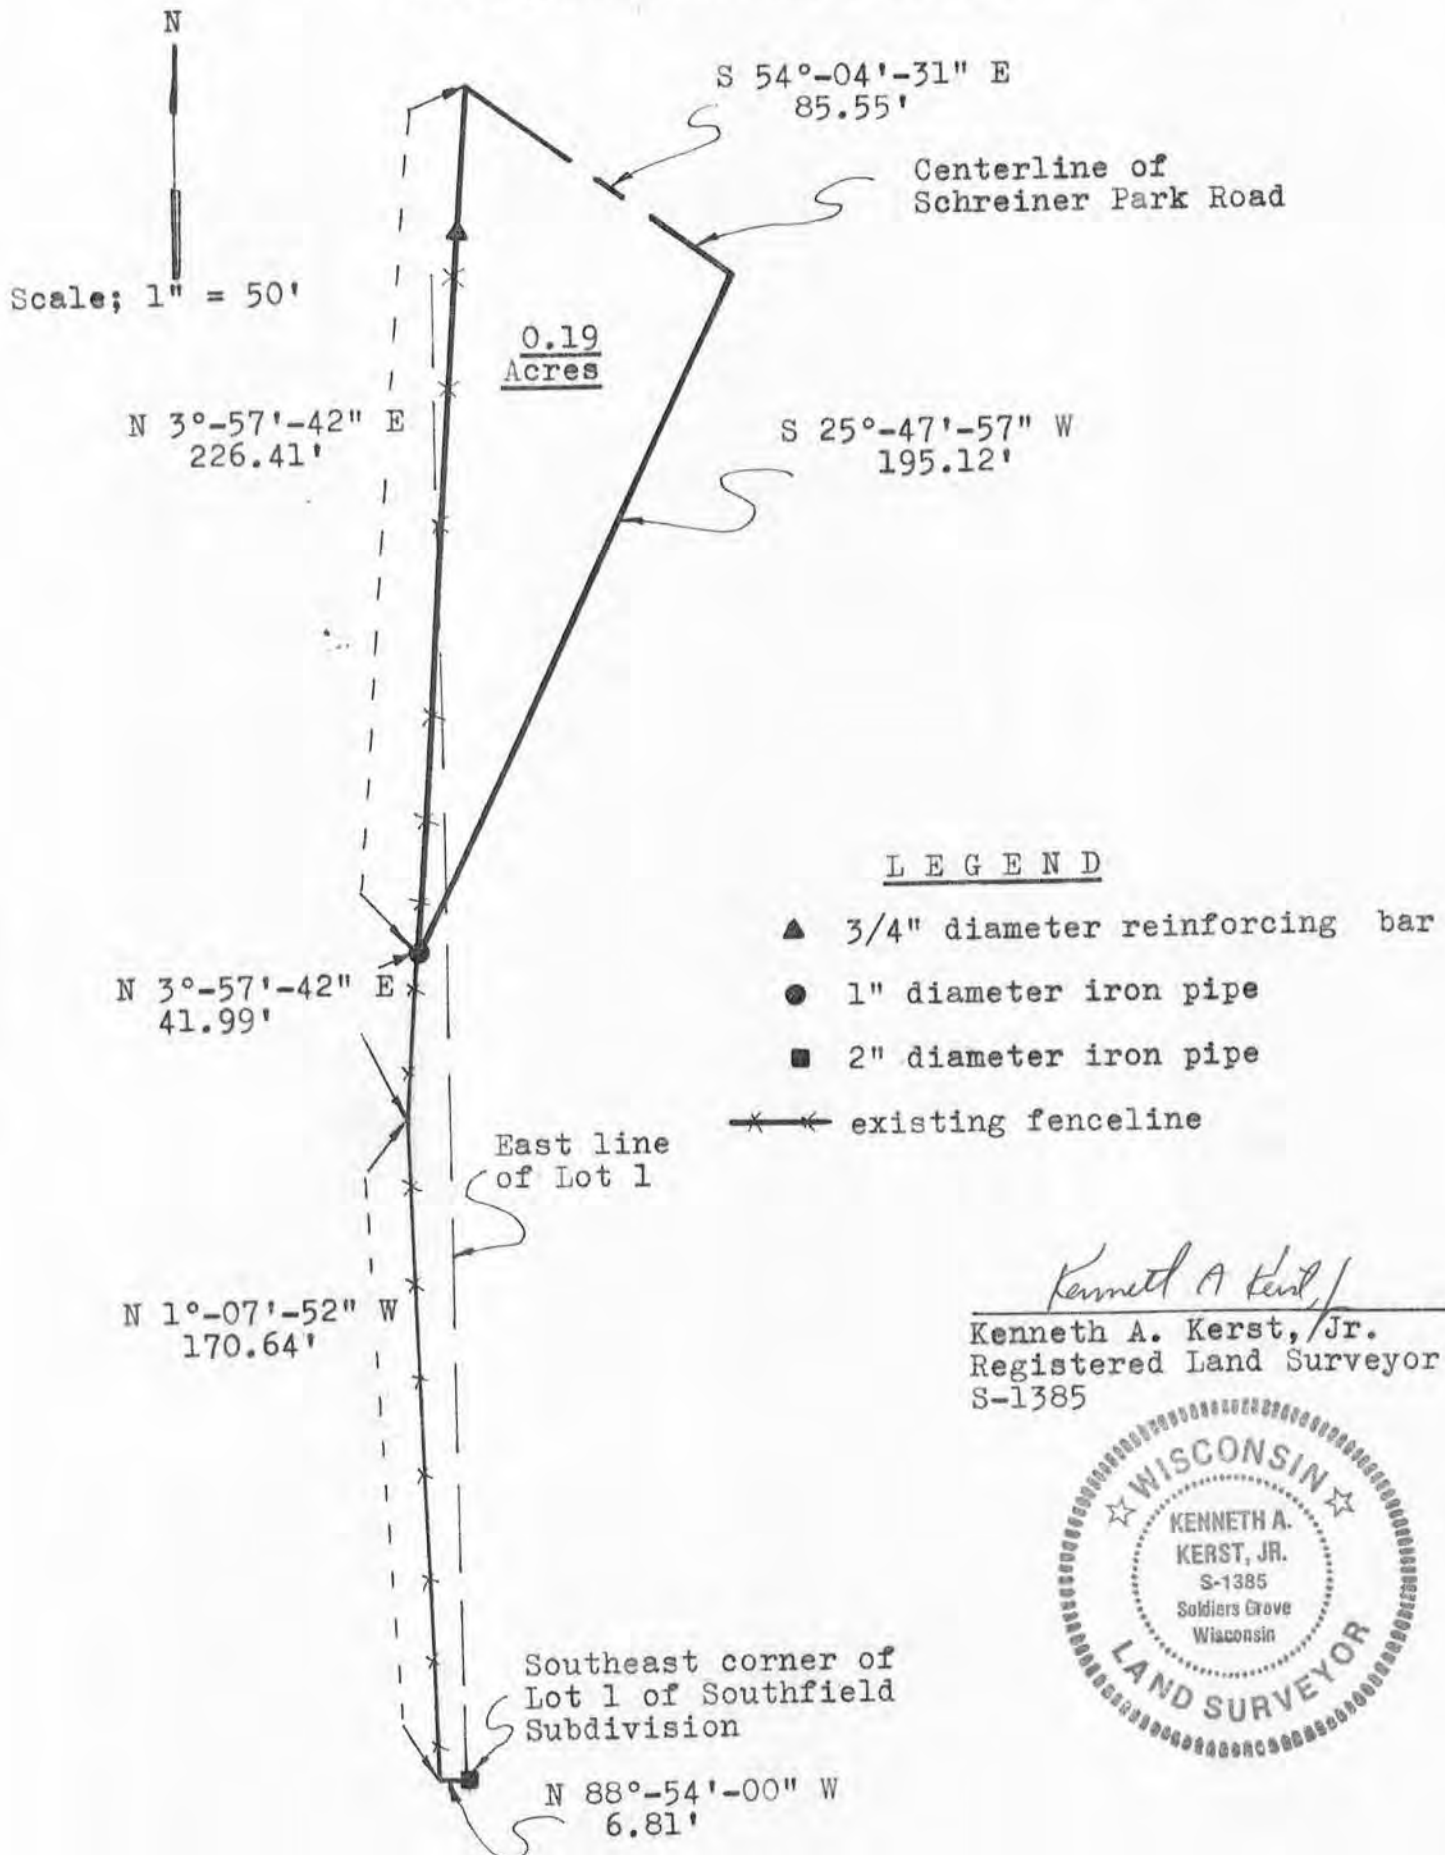 N
S 54°-04'-31" E
85.55'
Centerline of
Schreiner Park Road
Scale; 1" = 50'
0.19
Acres
N 3°-57'-42" E
226.41'
S 25°-47'-57" W
195.12'
L E G E N D
3/4" diameter reinforcing bar
1" diameter iron pipe
2" diameter iron pipe
existing fenceline
N 3°-57'-42" E
41.99'
East line
of Lot 1
N 1°-07'-52" W
170.64'
Kenneth A Kerst, Jr
Kenneth A. Kerst, Jr.
Registered Land Surveyor
S-1385
WISCONSIN
KENNETH A.
KERST, JR.
S-1385
Soldiers Grove
Wisconsin
LAND SURVEYOR
Southeast corner of
Lot 1 of Southfield
Subdivision
N 88°-54'-00" W
6.81'